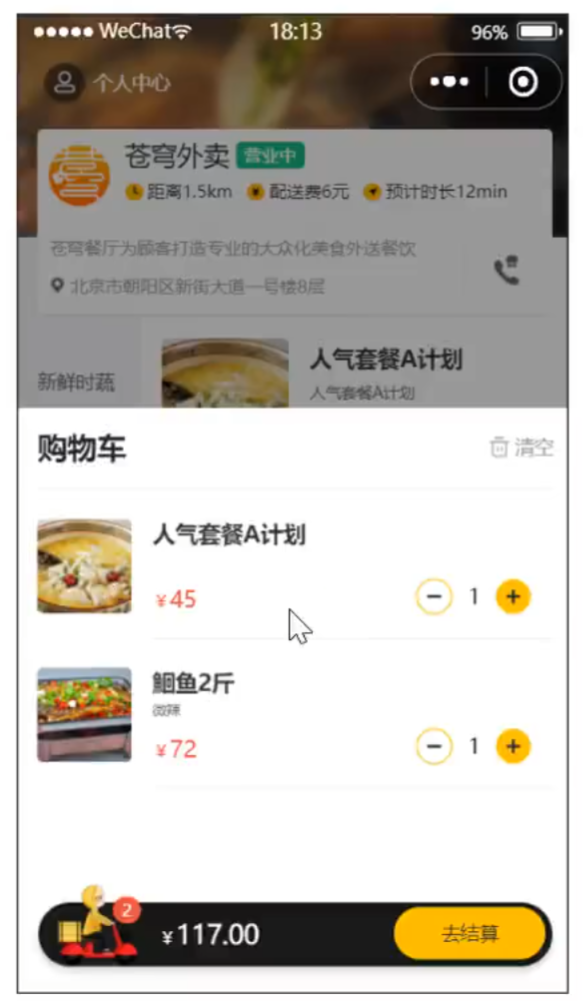 WeChat 18:13 96%
个人中心
苍穹外卖 营业中
距离1.5km 配送费6元 预计时长12min
苍穹餐厅为顾客打造专业的大众化美食外送餐饮
北京市朝阳区新街大道一号楼8层
新鲜时蔬
人气套餐A计划
人气套餐A计划
购物车 清空
人气套餐A计划
¥45 1
鮰鱼2斤
微辣
¥72 1
2
¥117.00 去结算